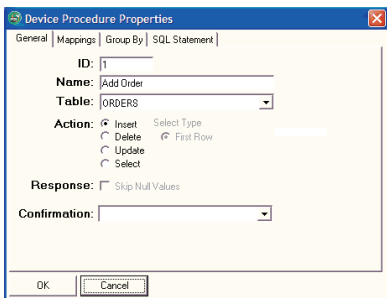 Device Procedure Properties
General Mappings Group By SQL Statement
ID: 1
Name: Add Order
Table: ORDERS
Action: Insert Select Type
Delete First Row
Update
Select
Response: Skip Null Values
Confirmation:
OK Cancel